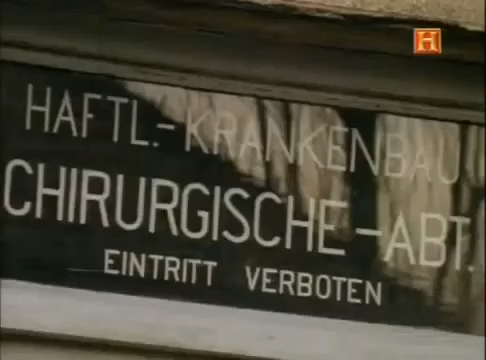 H
HAFTL.-KRANKENBAU
CHIRURGISCHE-ABT.
EINTRITT VERBOTEN